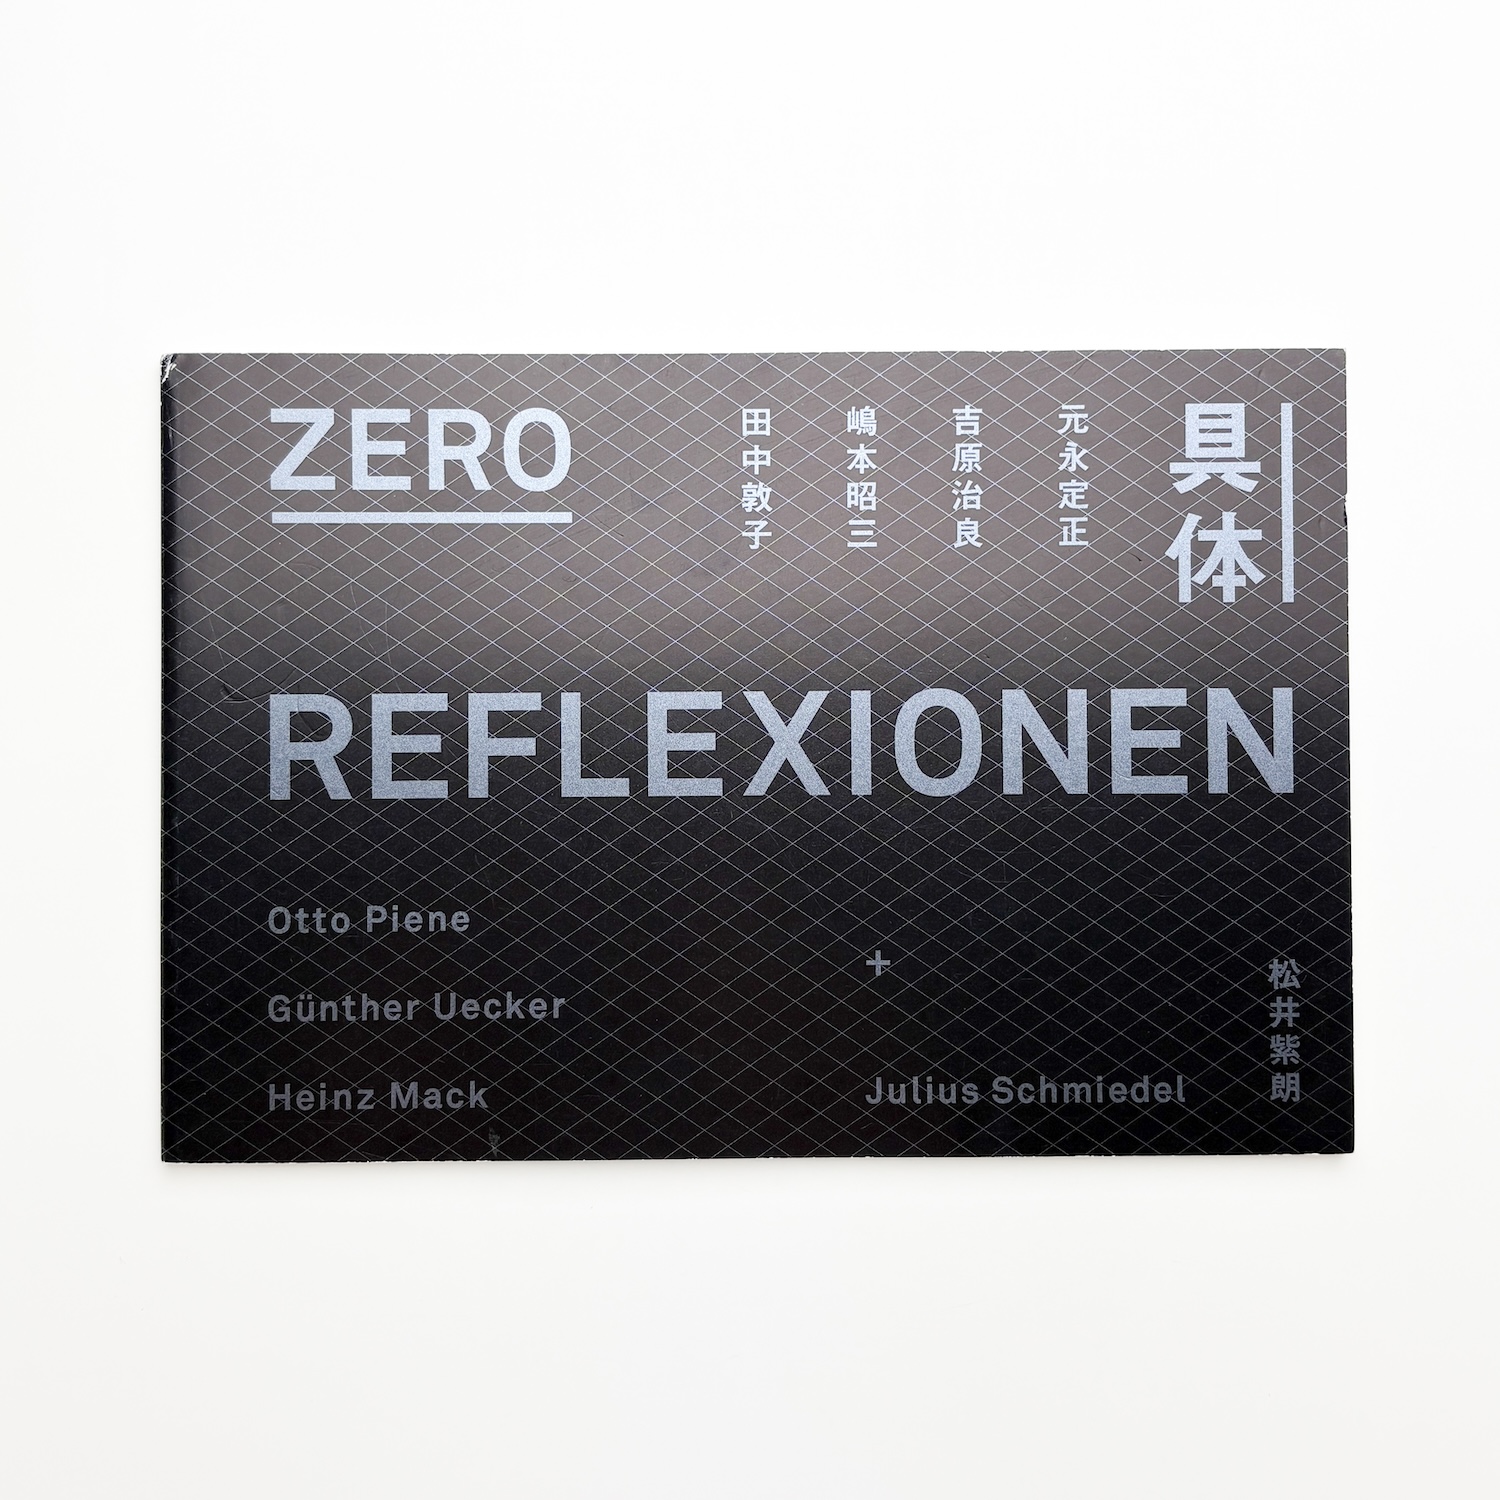 ZERO
具体
元永定正
吉原治良
嶋本昭三
田中敦子
REFLEXIONEN
Otto Piene
Günther Uecker
Heinz Mack
+
Julius Schmiedel
松井紫朗